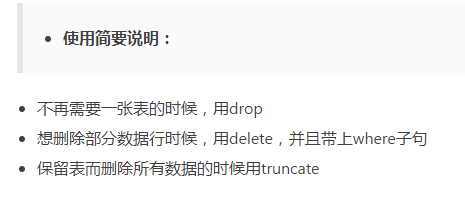 使用简要说明：
不再需要一张表的时候，用drop
想删除部分数据行时候，用delete，并且带上where子句
保留表而删除所有数据的时候用truncate